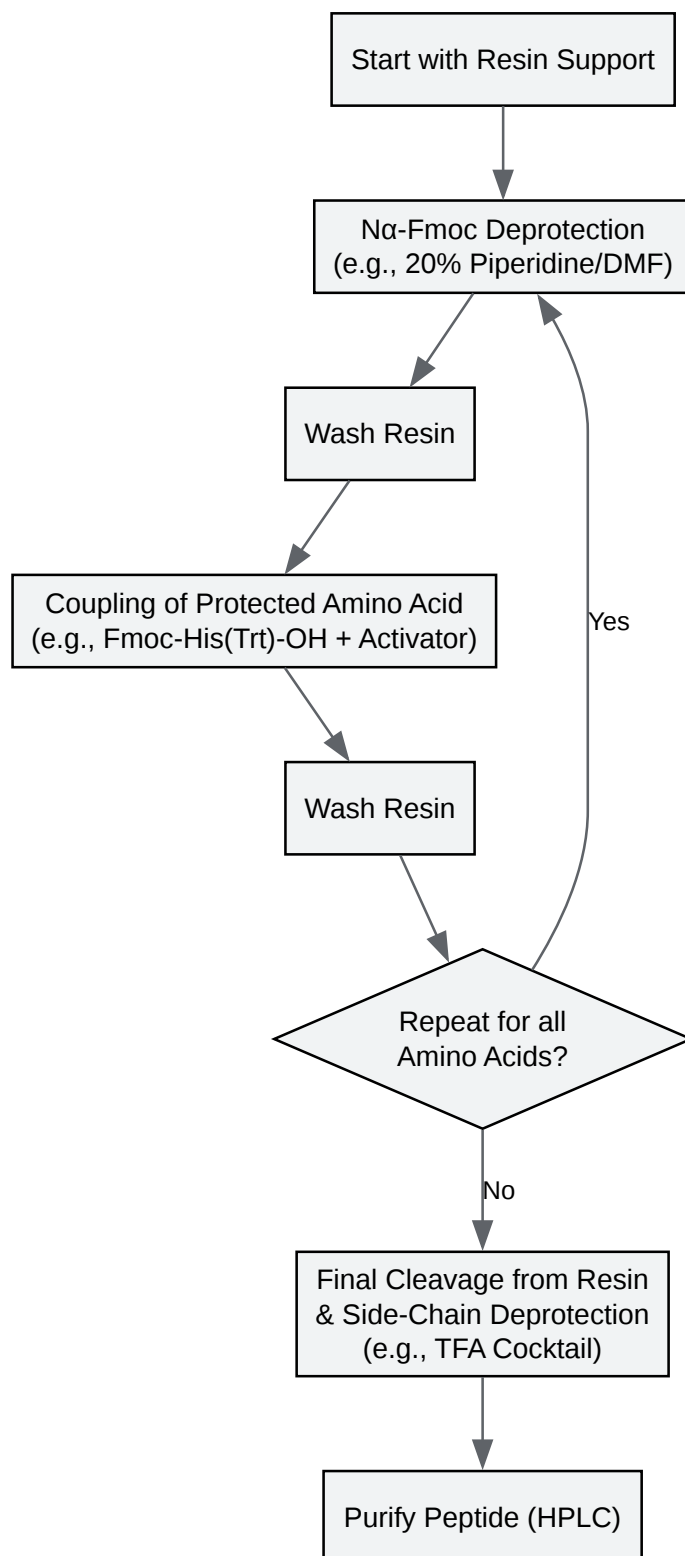 Start with Resin Support
Nα-Fmoc Deprotection
(e.g., 20% Piperidine/DMF)
Wash Resin
Coupling of Protected Amino Acid
(e.g., Fmoc-His(Trt)-OH + Activator)
Yes
Wash Resin
Repeat for all
Amino Acids?
No
Final Cleavage from Resin
& Side-Chain Deprotection
(e.g., TFA Cocktail)
Purify Peptide (HPLC)